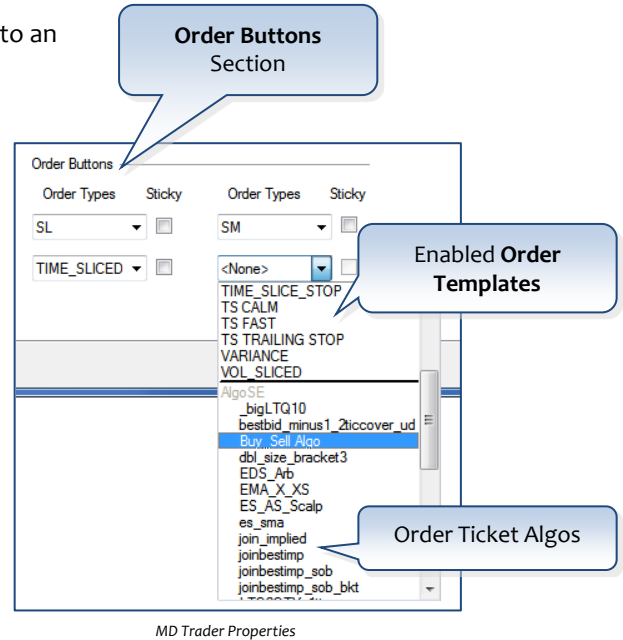 to an
Order Buttons
Section
Order Buttons
Order Types Sticky Order Types Sticky
SL SM
TIME_SLICED <None>
Enabled Order
Templates
TIME_SLICE_STOP
TS CALM
TS FAST
TS TRAILING STOP
VARIANCE
VOL_SLICED
AlgoSE
_bigLTQ10
bestbid_minus1_2ticcover_ud
Buy_Sell Algo
dbl_size_bracket3
EDS_Arb
EMA_X_XS
ES_AS_Scalp
es_sma
join_implied
joinbestimp
joinbestimp_sob
joinbestimp_sob_bkt
Order Ticket Algos
MD Trader Properties